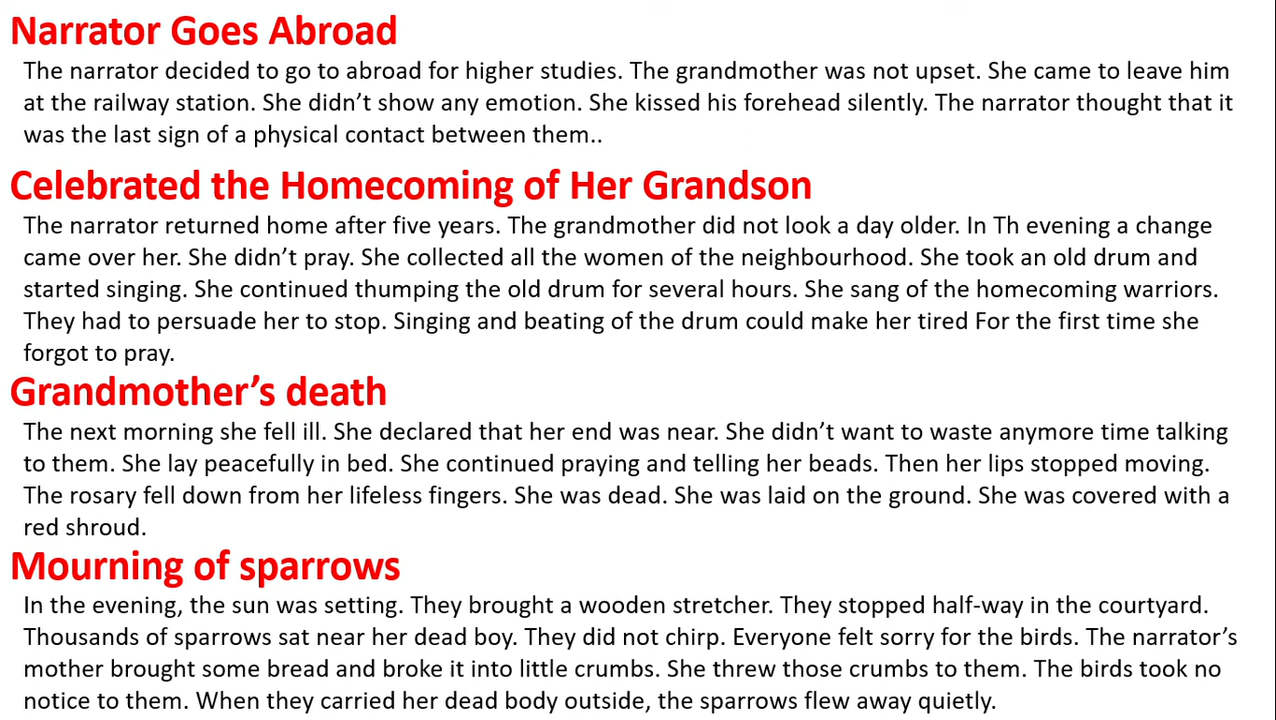 Narrator Goes Abroad
The narrator decided to go to abroad for higher studies. The grandmother was not upset. She came to leave him
at the railway station. She didn’t show any emotion. She kissed his forehead silently. The narrator thought that it
was the last sign of a physical contact between them..
Celebrated the Homecoming of Her Grandson
The narrator returned home after five years. The grandmother did not look a day older. In Th evening a change
came over her. She didn’t pray. She collected all the women of the neighbourhood. She took an old drum and
started singing. She continued thumping the old drum for several hours. She sang of the homecoming warriors.
They had to persuade her to stop. Singing and beating of the drum could make her tired For the first time she
forgot to pray.
Grandmother’s death
The next morning she fell ill. She declared that her end was near. She didn’t want to waste anymore time talking
to them. She lay peacefully in bed. She continued praying and telling her beads. Then her lips stopped moving.
The rosary fell down from her lifeless fingers. She was dead. She was laid on the ground. She was covered with a
red shroud.
Mourning of sparrows
In the evening, the sun was setting. They brought a wooden stretcher. They stopped half-way in the courtyard.
Thousands of sparrows sat near her dead boy. They did not chirp. Everyone felt sorry for the birds. The narrator’s
mother brought some bread and broke it into little crumbs. She threw those crumbs to them. The birds took no
notice to them. When they carried her dead body outside, the sparrows flew away quietly.